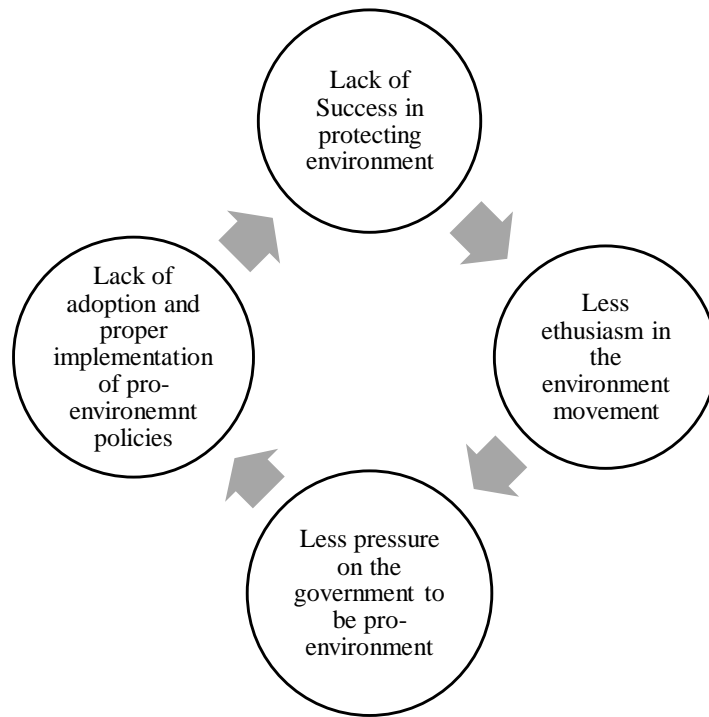 Lack of
Success in
protecting
environment
Less
ethusiasm in
the
environment
movement
Less pressure
on the
government to
be pro-
environment
Lack of
adoption and
proper
implementation
of pro-
environemnt
policies